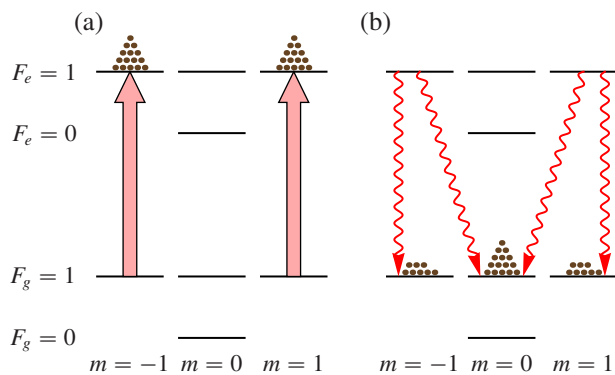 (a)
(b)
F_e = 1
F_e = 0
F_g = 1
F_g = 0
m = −1 m = 0 m = 1 m = −1 m = 0 m = 1